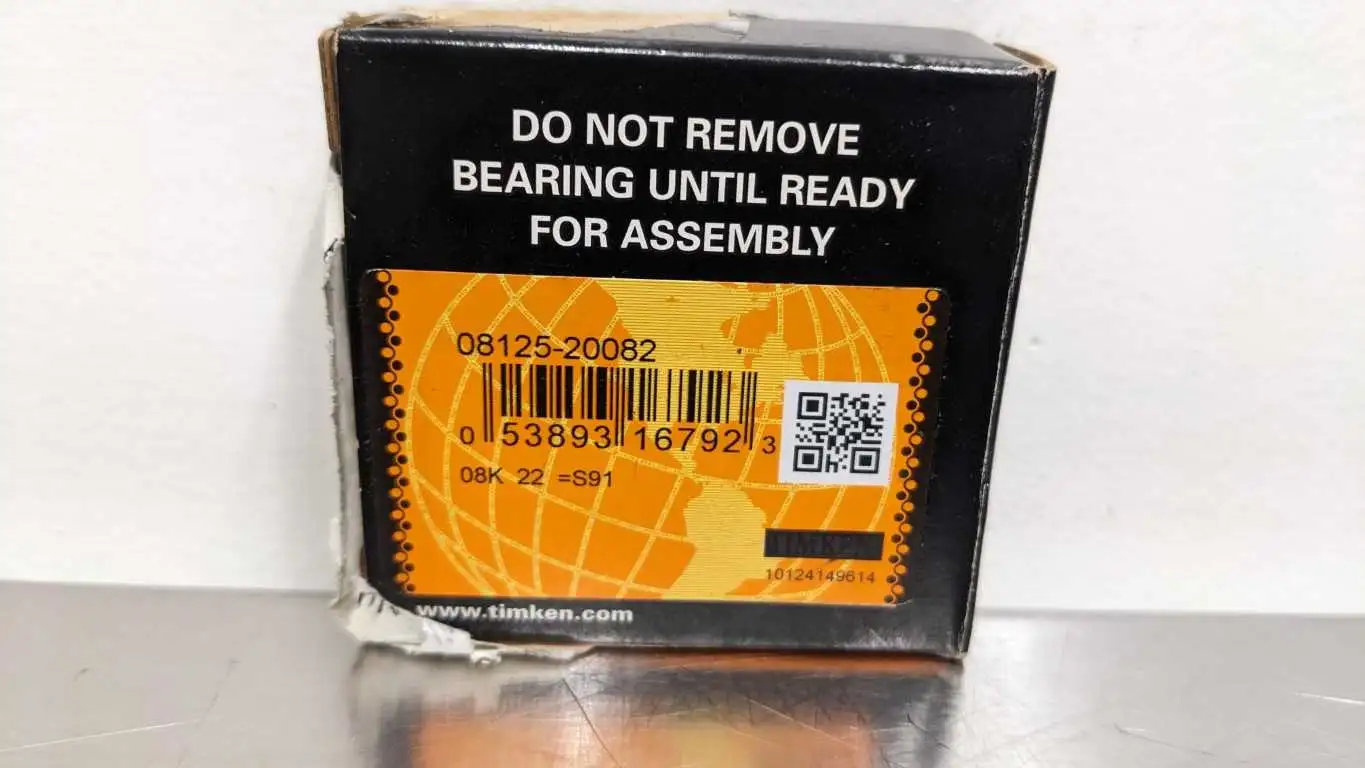 DO NOT REMOVE
BEARING UNTIL READY
FOR ASSEMBLY
08125-20082
0 53893 16792 3
08K 22 =S91
TIMKEN
10124149614
www.timken.com